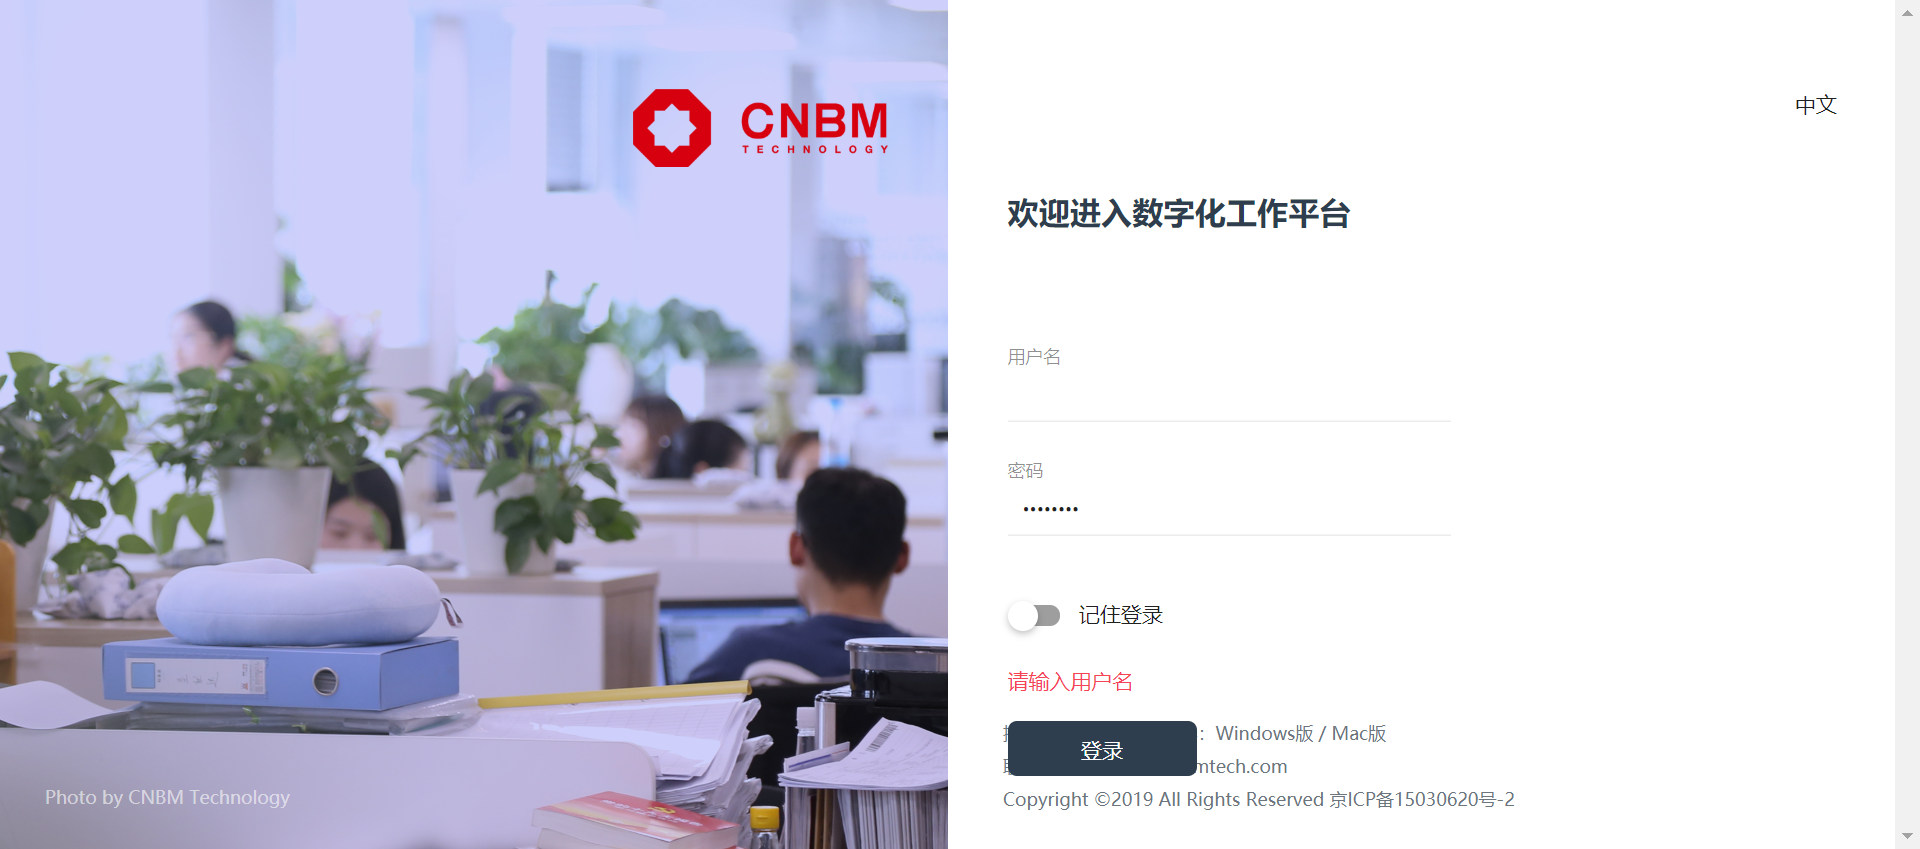 CNBM
TECHNOLOGY
Photo by CNBM Technology
中文
欢迎进入数字化工作平台
用户名
密码
••••••••
记住登录
请输入用户名
登录
：Windows版 / Mac版
mtech.com
Copyright ©2019 All Rights Reserved 京ICP备15030620号-2